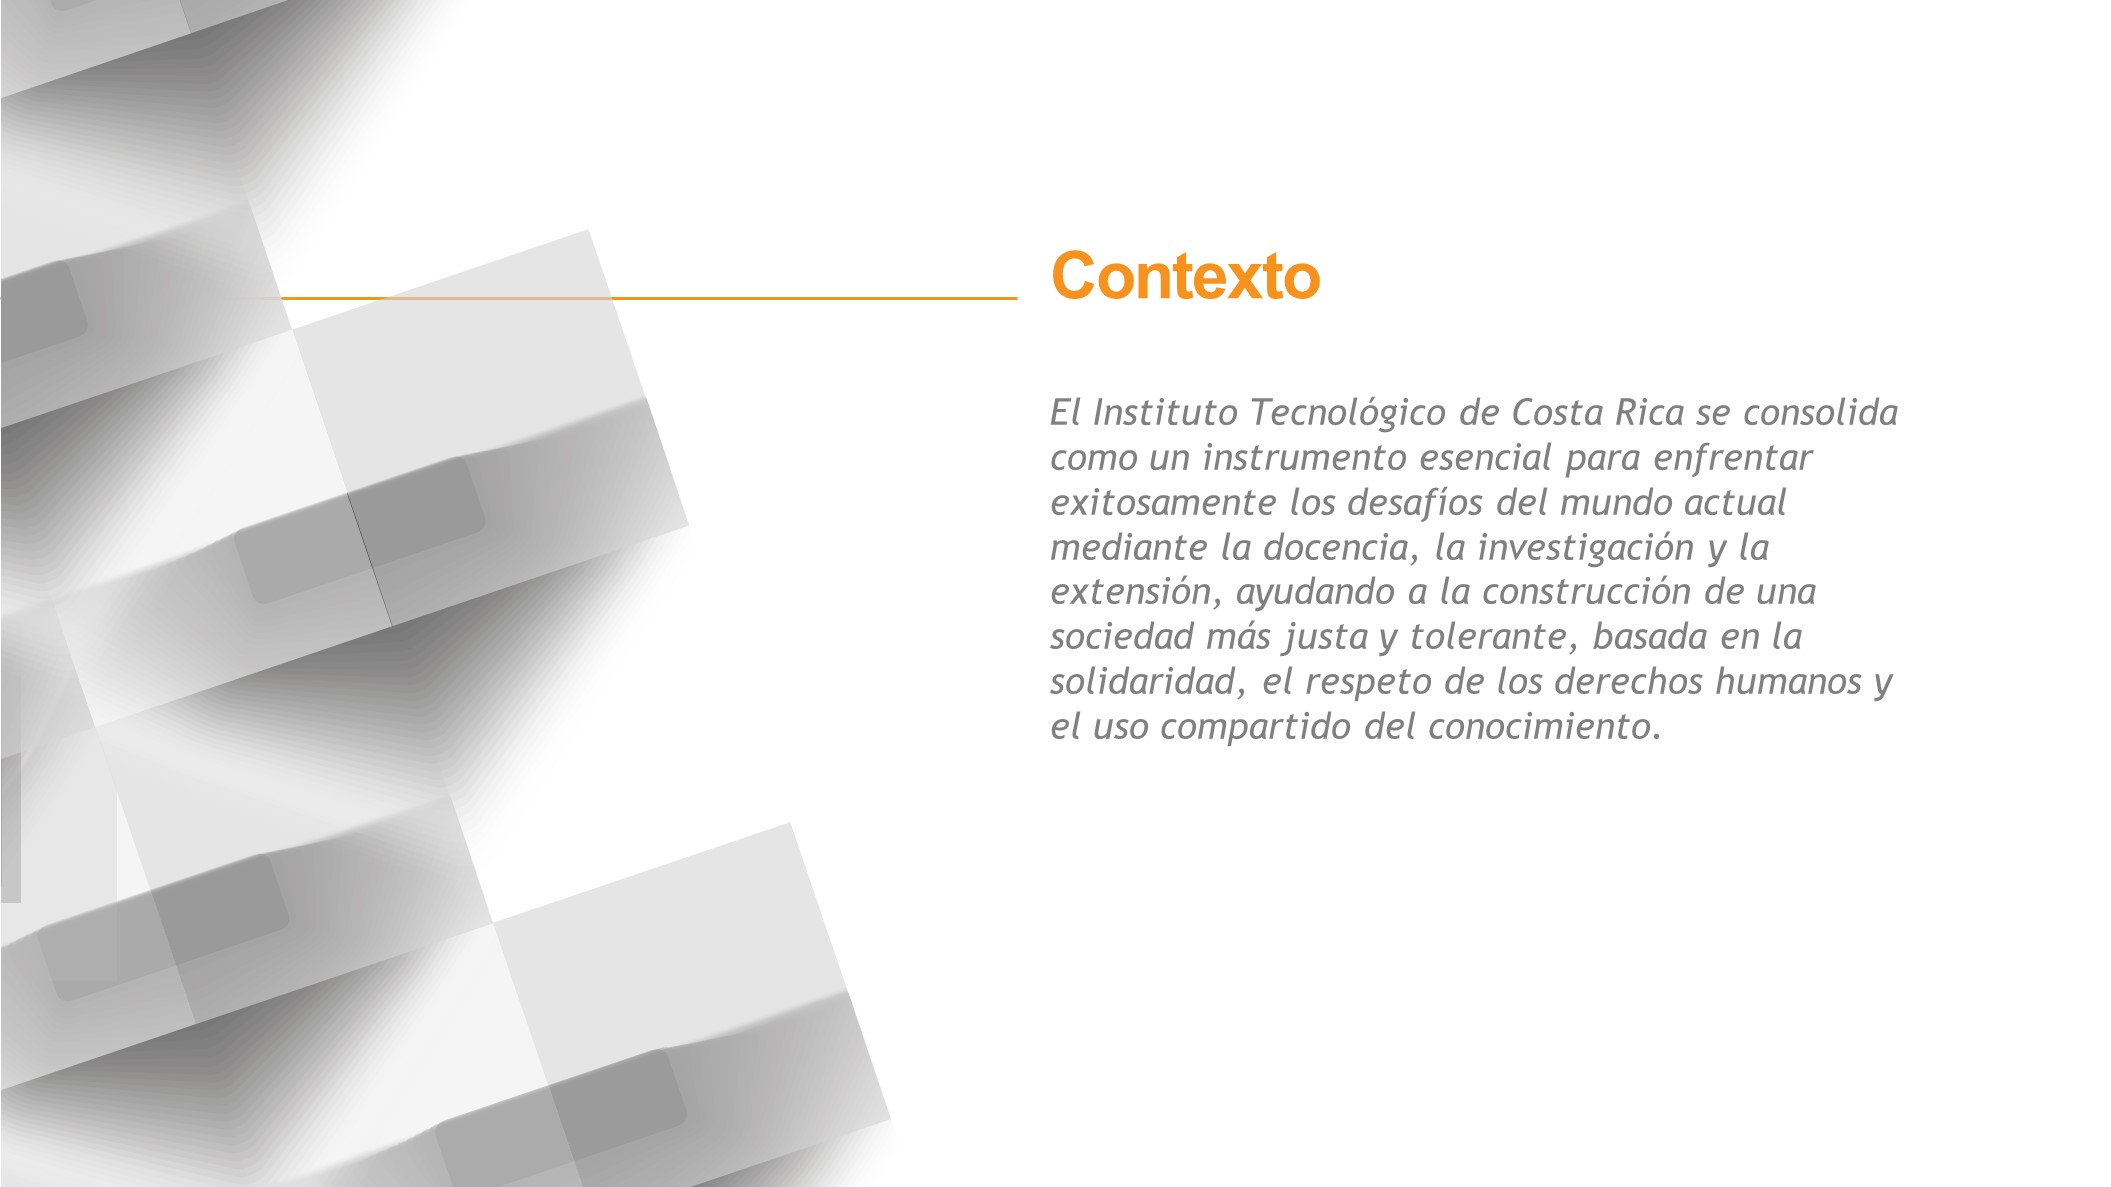 Contexto
El Instituto Tecnológico de Costa Rica se consolida
como un instrumento esencial para enfrentar
exitosamente los desafíos del mundo actual
mediante la docencia, la investigación y la
extensión, ayudando a la construcción de una
sociedad más justa y tolerante, basada en la
solidaridad, el respeto de los derechos humanos y
el uso compartido del conocimiento.